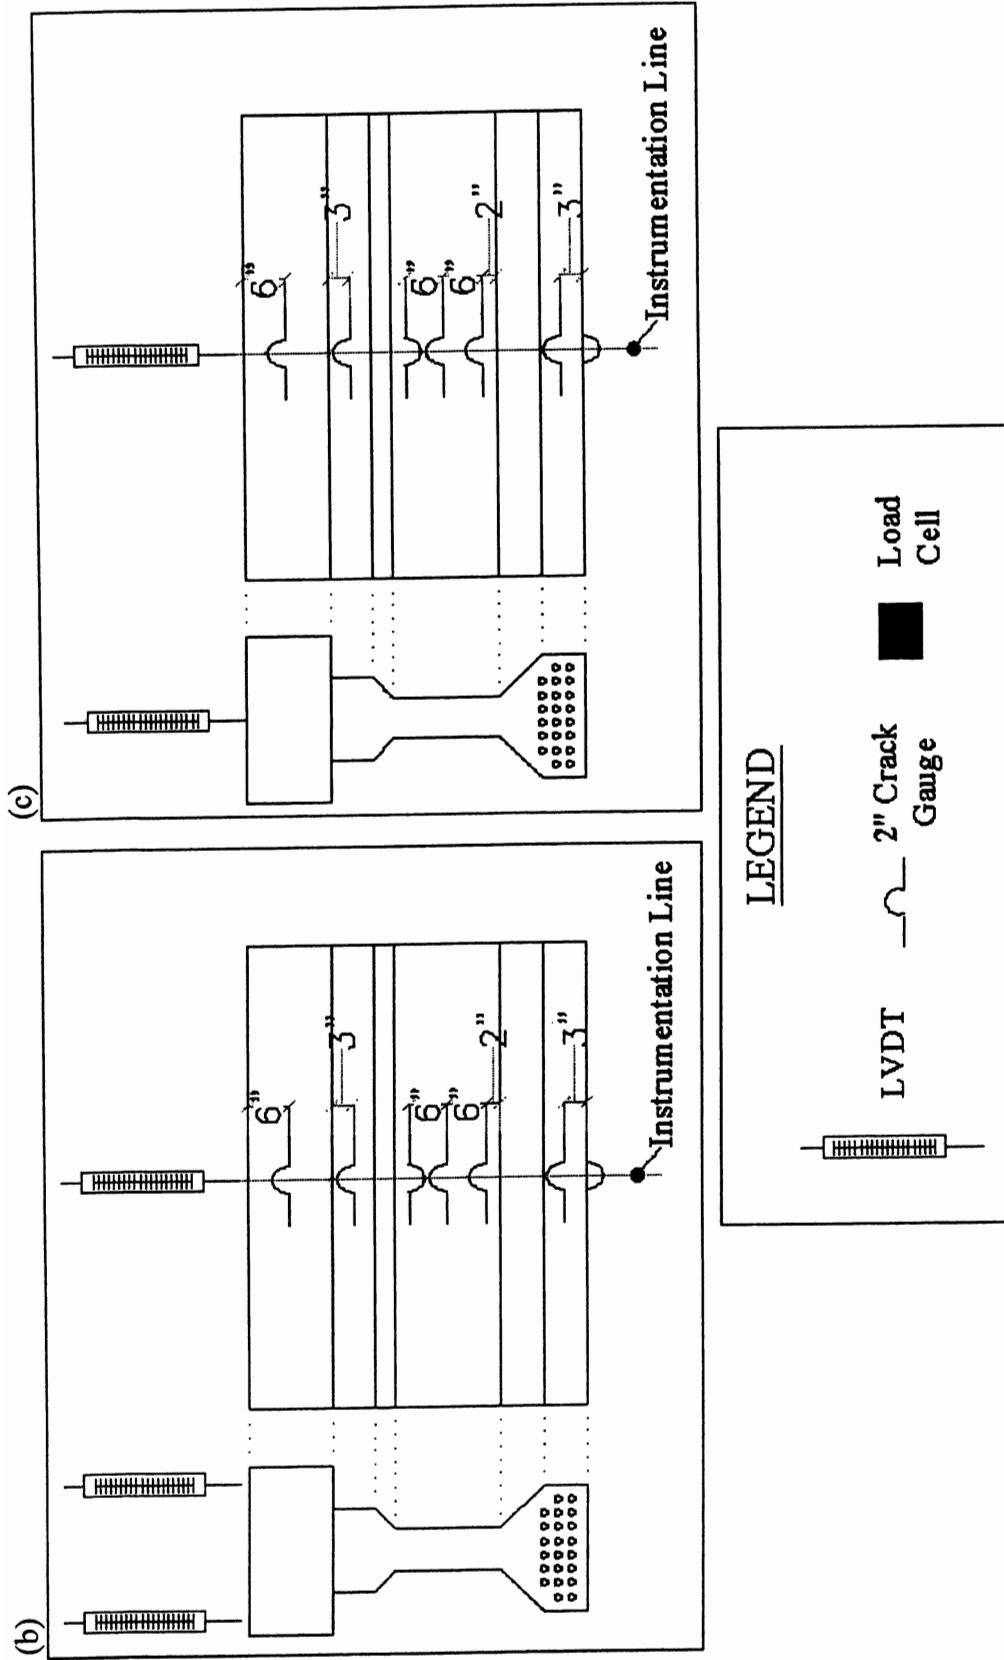 (b)
6"
3"
6"
6"
2"
3"
Instrumentation Line
(c)
6"
3"
6"
6"
2"
3"
Instrumentation Line
LEGEND
LVDT
2" Crack
Gauge
Load
Cell